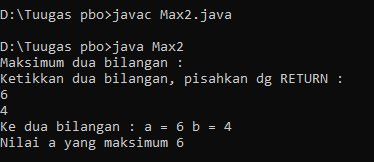 D:\Tuugas pbo>javac Max2.java
D:\Tuugas pbo>java Max2
Maksimum dua bilangan :
Ketikkan dua bilangan, pisahkan dg RETURN :
6
4
Ke dua bilangan : a = 6 b = 4
Nilai a yang maksimum 6